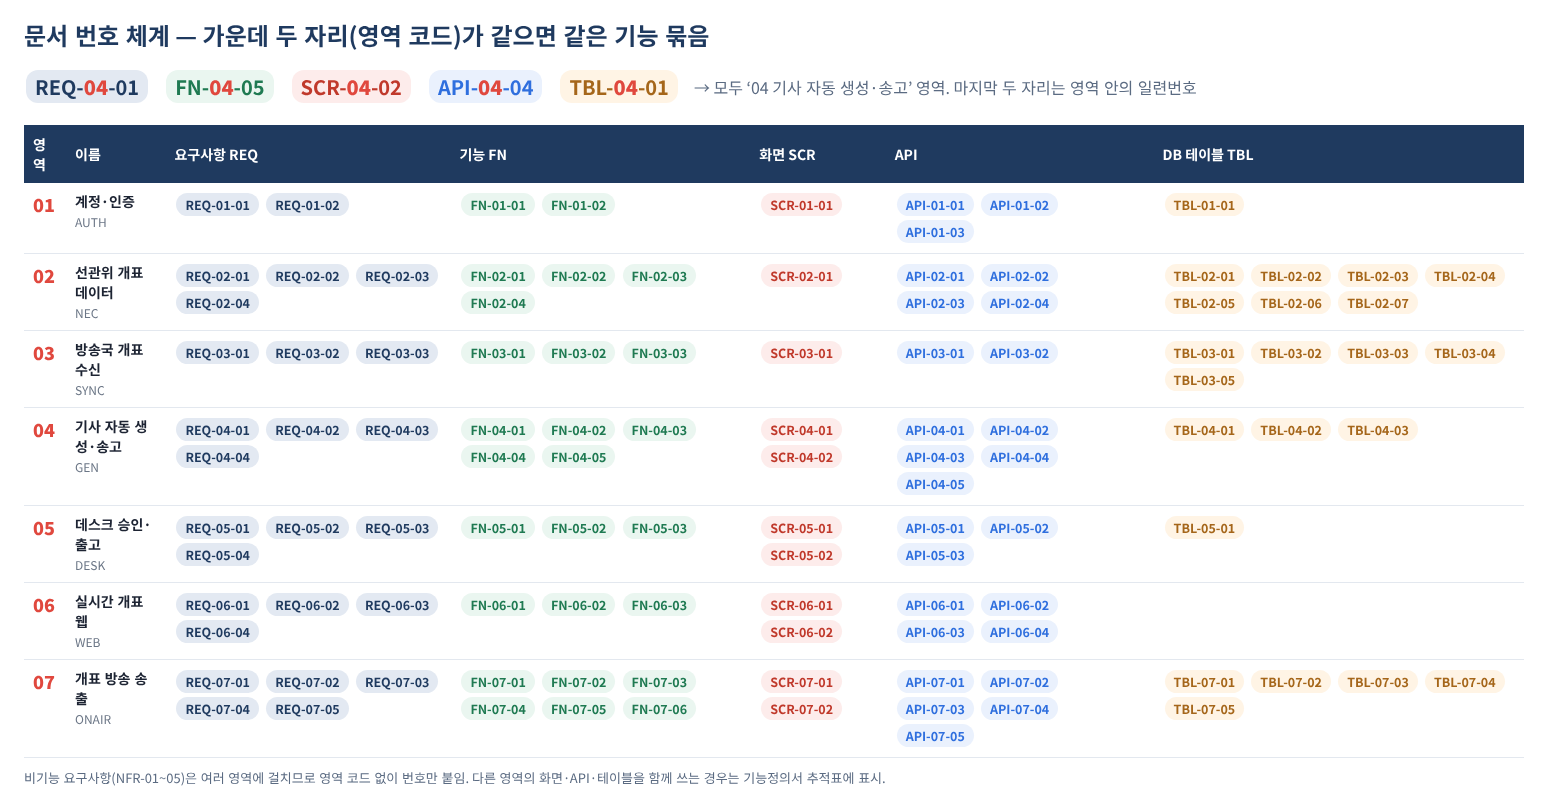 문서 번호 체계 — 가운데 두 자리(영역 코드)가 같으면 같은 기능 묶음
REQ-04-01 FN-04-05 SCR-04-02 API-04-04 TBL-04-01 → 모두 ‘04 기사 자동 생성·송고’ 영역. 마지막 두 자리는 영역 안의 일련번호
영역 이름 요구사항 REQ 기능 FN 화면 SCR API DB 테이블 TBL
01 계정·인증 REQ-01-01 REQ-01-02 FN-01-01 FN-01-02 SCR-01-01 API-01-01 API-01-02 TBL-01-01
AUTH API-01-03
02 선관위 개표 REQ-02-01 REQ-02-02 REQ-02-03 FN-02-01 FN-02-02 FN-02-03 SCR-02-01 API-02-01 API-02-02 TBL-02-01 TBL-02-02 TBL-02-03 TBL-02-04
데이터 REQ-02-04 FN-02-04 API-02-03 API-02-04 TBL-02-05 TBL-02-06 TBL-02-07
NEC
03 방송국 개표 REQ-03-01 REQ-03-02 REQ-03-03 FN-03-01 FN-03-02 FN-03-03 SCR-03-01 API-03-01 API-03-02 TBL-03-01 TBL-03-02 TBL-03-03 TBL-03-04
수신 TBL-03-05
SYNC
04 기사 자동 생 REQ-04-01 REQ-04-02 REQ-04-03 FN-04-01 FN-04-02 FN-04-03 SCR-04-01 API-04-01 API-04-02 TBL-04-01 TBL-04-02 TBL-04-03
성·송고 REQ-04-04 FN-04-04 FN-04-05 SCR-04-02 API-04-03 API-04-04
GEN API-04-05
05 데스크 승인· REQ-05-01 REQ-05-02 REQ-05-03 FN-05-01 FN-05-02 FN-05-03 SCR-05-01 API-05-01 API-05-02 TBL-05-01
출고 REQ-05-04 SCR-05-02 API-05-03
DESK
06 실시간 개표 REQ-06-01 REQ-06-02 REQ-06-03 FN-06-01 FN-06-02 FN-06-03 SCR-06-01 API-06-01 API-06-02
웹 REQ-06-04 SCR-06-02 API-06-03 API-06-04
WEB
07 개표 방송 송 REQ-07-01 REQ-07-02 REQ-07-03 FN-07-01 FN-07-02 FN-07-03 SCR-07-01 API-07-01 API-07-02 TBL-07-01 TBL-07-02 TBL-07-03 TBL-07-04
출 REQ-07-04 REQ-07-05 FN-07-04 FN-07-05 FN-07-06 SCR-07-02 API-07-03 API-07-04 TBL-07-05
ONAIR API-07-05
비기능 요구사항(NFR-01~05)은 여러 영역에 걸치므로 영역 코드 없이 번호만 붙임. 다른 영역의 화면·API·테이블을 함께 쓰는 경우는 기능정의서 추적표에 표시.